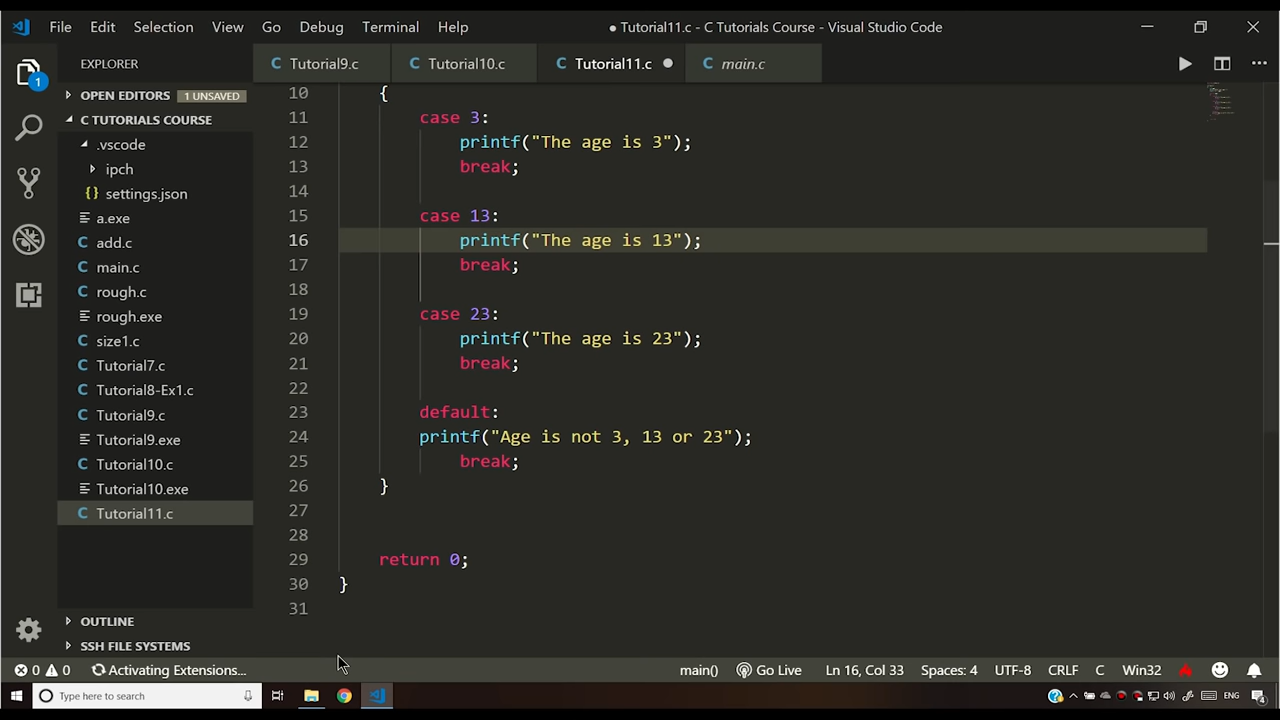 File Edit Selection View Go Debug Terminal Help ● Tutorial11.c - C Tutorials Course - Visual Studio Code
EXPLORER
C Tutorial9.c C Tutorial10.c C Tutorial11.c C main.c
1
OPEN EDITORS 1 UNSAVED
C TUTORIALS COURSE
.vscode
ipch
{} settings.json
a.exe
C add.c
C main.c
C rough.c
rough.exe
C size1.c
C Tutorial7.c
C Tutorial8-Ex1.c
C Tutorial9.c
Tutorial9.exe
C Tutorial10.c
Tutorial10.exe
C Tutorial11.c
OUTLINE
SSH FILE SYSTEMS
10 {
11 case 3:
12 printf("The age is 3");
13 break;
14
15 case 13:
16 printf("The age is 13");
17 break;
18
19 case 23:
20 printf("The age is 23");
21 break;
22
23 default:
24 printf("Age is not 3, 13 or 23");
25 break;
26 }
27
28
29 return 0;
30 }
31
0 0 Activating Extensions... main() Go Live Ln 16, Col 33 Spaces: 4 UTF-8 CRLF C Win32
Type here to search ENG 4